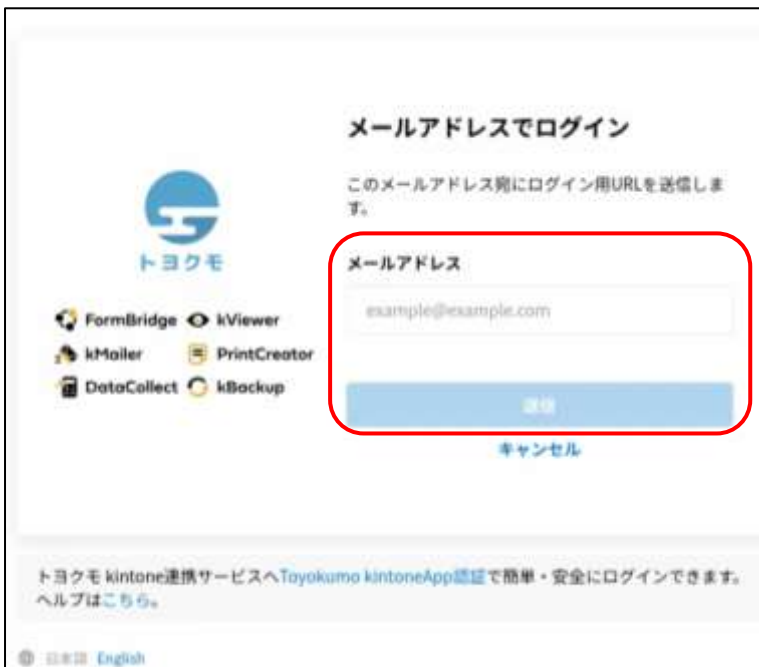 メールアドレスでログイン
このメールアドレス宛にログイン用URLを送信しま
す。
トヨクモ
メールアドレス
example@example.com
FormBridge kViewer
kMailer PrintCreator
DataCollect kBackup
送信
キャンセル
トヨクモ kintone連携サービスへToyokumo kintoneApp認証で簡単・安全にログインできます。
ヘルプはこちら。
日本語 English